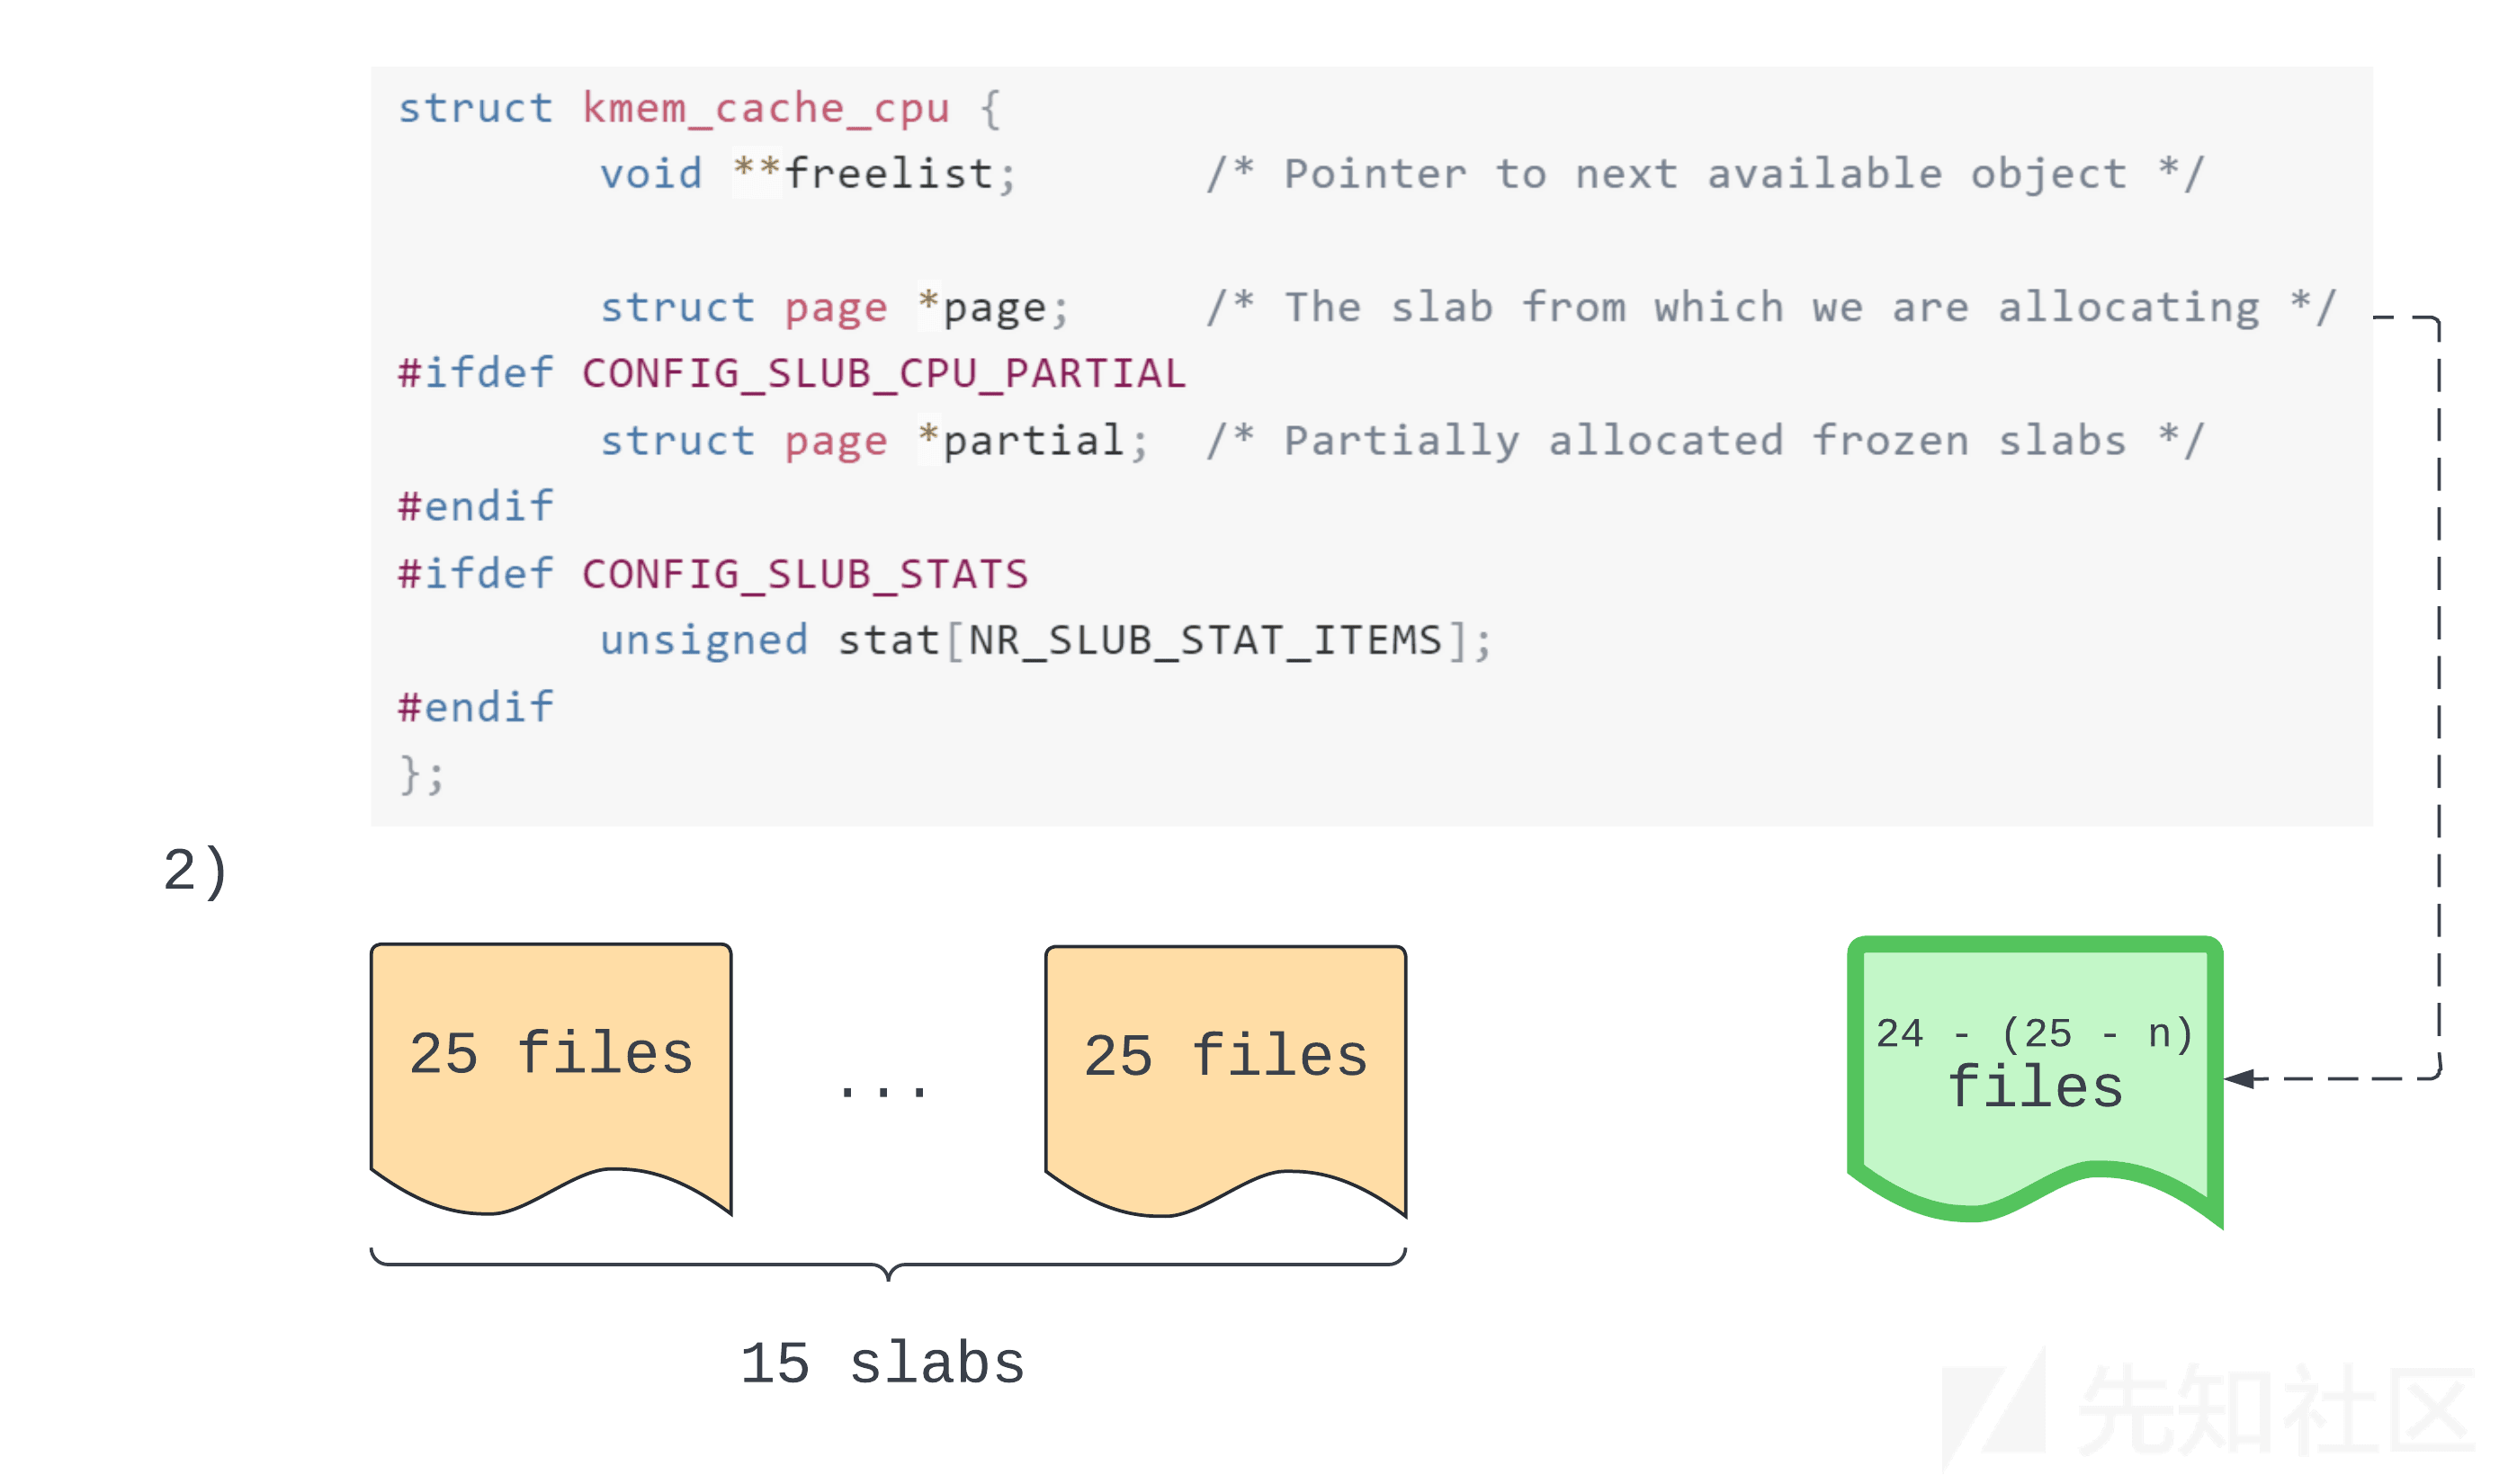 struct kmem_cache_cpu {
void **freelist; /* Pointer to next available object */
struct page *page; /* The slab from which we are allocating */
#ifdef CONFIG_SLUB_CPU_PARTIAL
struct page *partial; /* Partially allocated frozen slabs */
#endif
#ifdef CONFIG_SLUB_STATS
unsigned stat[NR_SLUB_STAT_ITEMS];
#endif
};
2)
25 files
...
25 files
24 - (25 - n)
files
15 slabs
先知社区